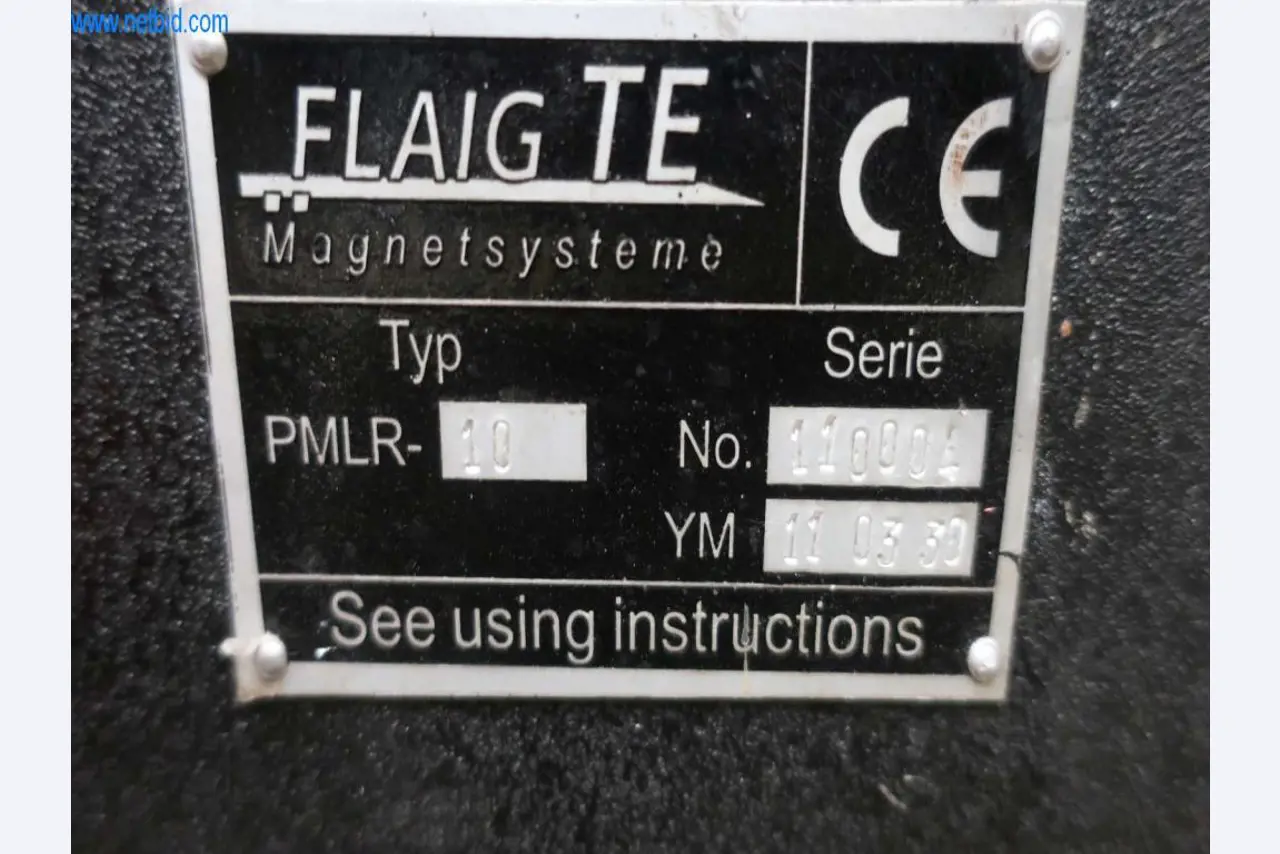 www.netbid.com
FLAIG TE
Magnetsysteme
CE
Typ
Serie
PMLR- 10
No. 110004
YM 11 03 30
See using instructions